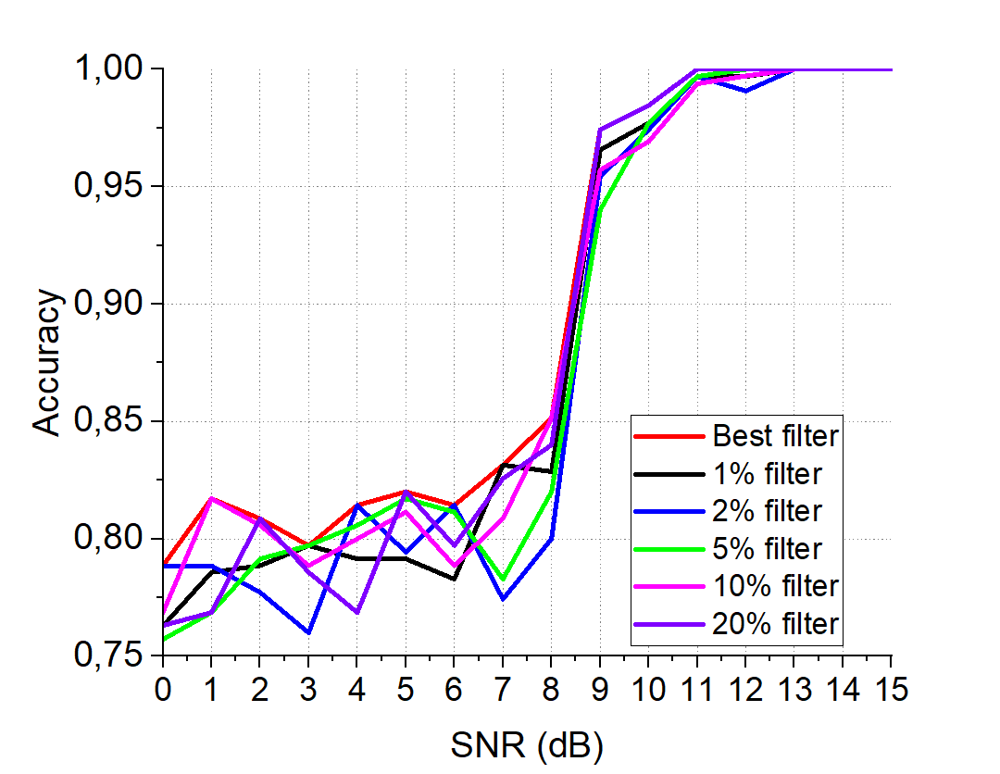 1,00
0,95
0,90
0,85
0,80
0,75
Accuracy
Best filter
1% filter
2% filter
5% filter
10% filter
20% filter
0 1 2 3 4 5 6 7 8 9 10 11 12 13 14 15
SNR (dB)